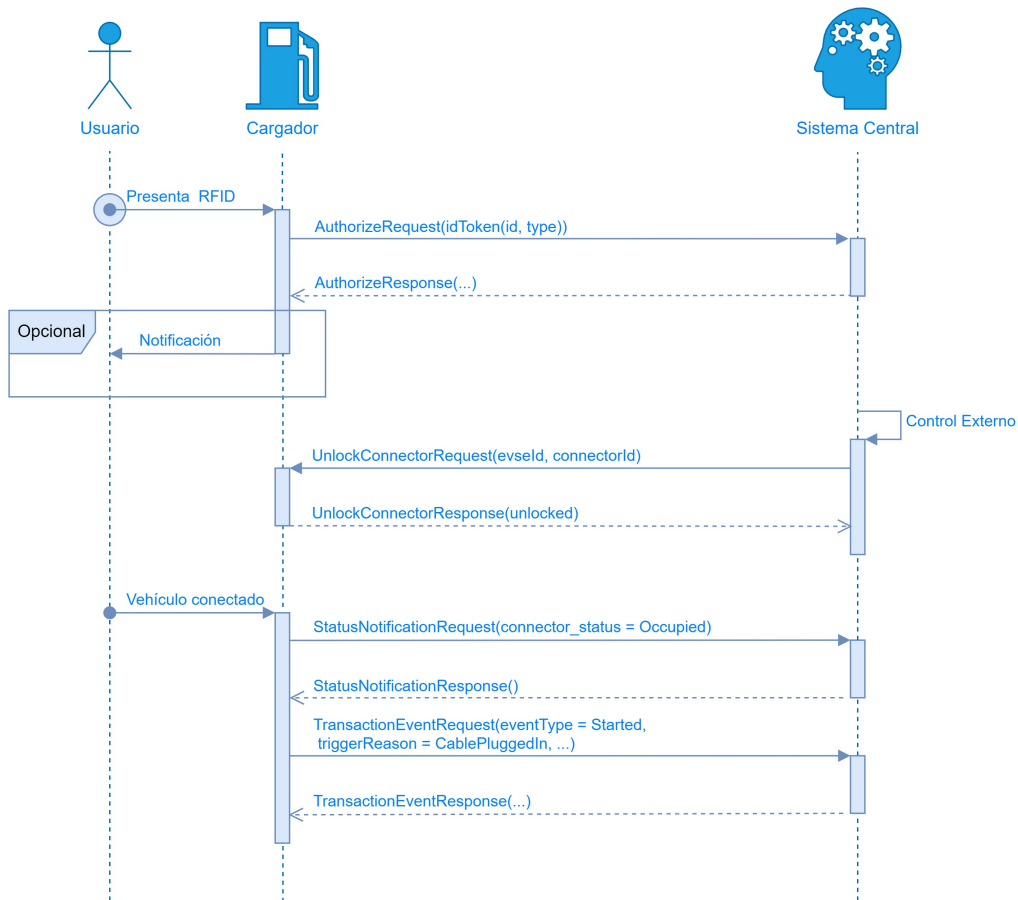 Usuario
Cargador
Sistema Central
Presenta  RFID
AuthorizeRequest(idToken(id, type))
AuthorizeResponse(...)
Opcional
Notificación
Control Externo
UnlockConnectorRequest(evseId, connectorId)
UnlockConnectorResponse(unlocked)
Vehículo conectado
StatusNotificationRequest(connector_status = Occupied)
StatusNotificationResponse()
TransactionEventRequest(eventType = Started,
triggerReason = CablePluggedIn, ...)
TransactionEventResponse(...)